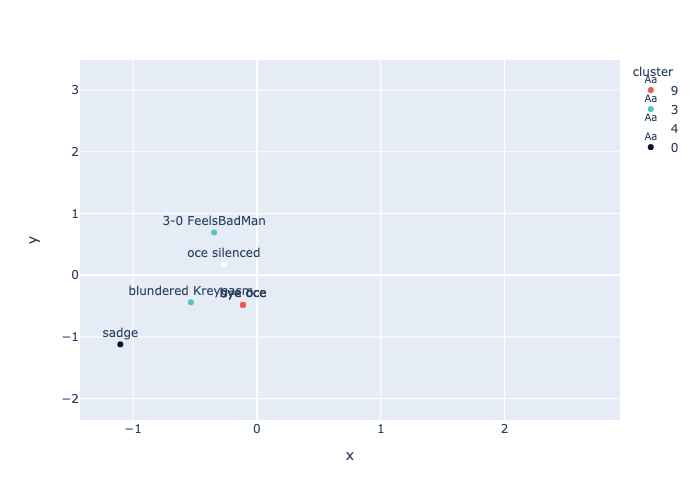 cluster
Aa
9
Aa
3
Aa
4
Aa
0
3
2
1
0
−1
−2
3-0 FeelsBadMan
oce silenced
blundered Kreygasm
bye oce
sadge
−1
0
1
2
x
y